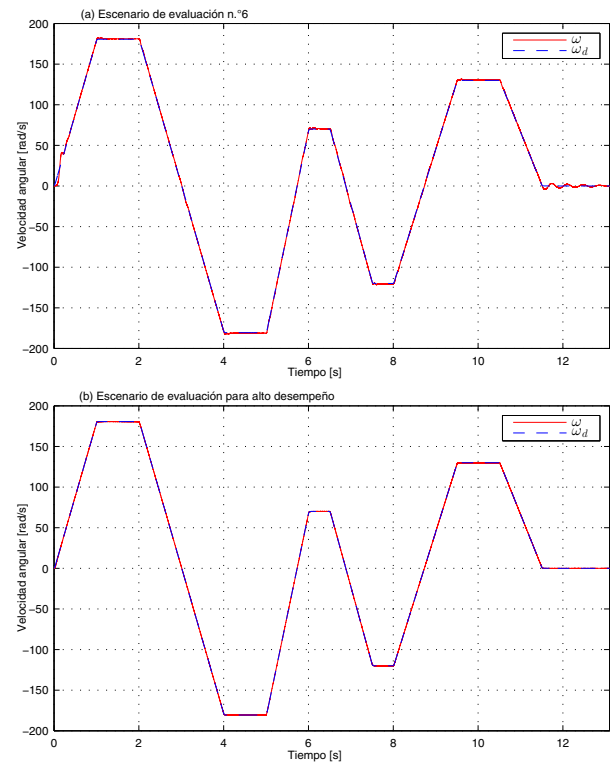 (a) Escenario de evaluación n.°6
200
150
100
50
0
−50
−100
−150
−200
Velocidad angular [rad/s]
ω
ω_d
0 2 4 6 8 10 12
Tiempo [s]
(b) Escenario de evaluación para alto desempeño
200
150
100
50
0
−50
−100
−150
−200
Velocidad angular [rad/s]
ω
ω_d
0 2 4 6 8 10 12
Tiempo [s]